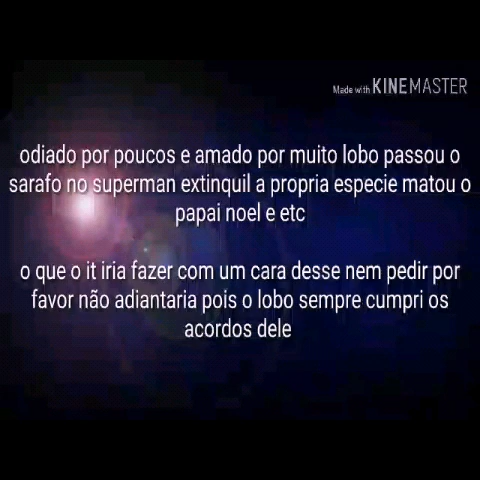 Made with KINEMASTER
odiado por poucos e amado por muito lobo passou o
sarafo no superman extinquil a propria especie matou o
papai noel e etc
o que o it iria fazer com um cara desse nem pedir por
favor não adiantaria pois o lobo sempre cumpri os
acordos dele